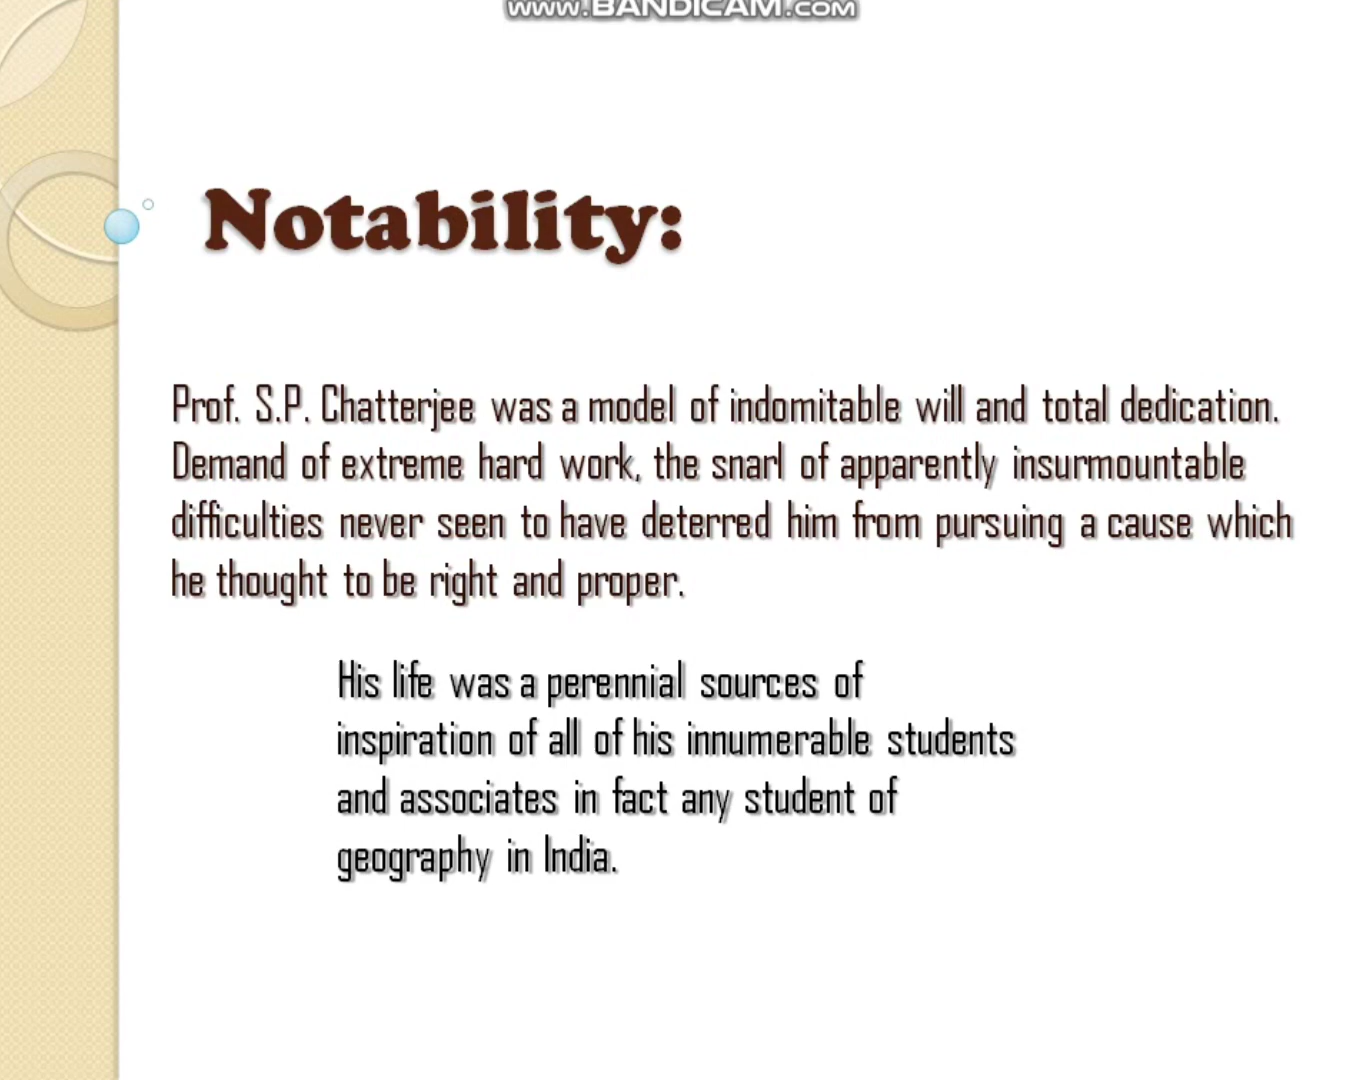 www.BANDICAM.com
Notability:
Prof. S.P. Chatterjee was a model of indomitable will and total dedication.
Demand of extreme hard work, the snarl of apparently insurmountable
difficulties never seen to have deterred him from pursuing a cause which
he thought to be right and proper.
His life was a perennial sources of
inspiration of all of his innumerable students
and associates in fact any student of
geography in India.